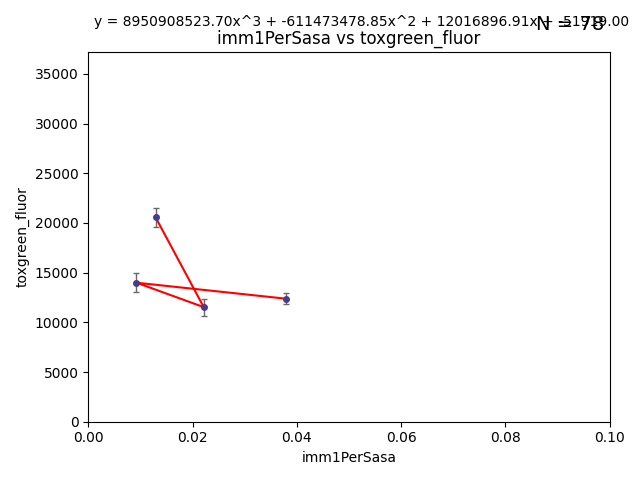 y = 8950908523.70x^3 + -611473478.85x^2 + 12016896.91x + -51919.00
N = 78
imm1PerSasa vs toxgreen_fluor
35000
30000
25000
20000
15000
10000
5000
0
toxgreen_fluor
0.00 0.02 0.04 0.06 0.08 0.10
imm1PerSasa